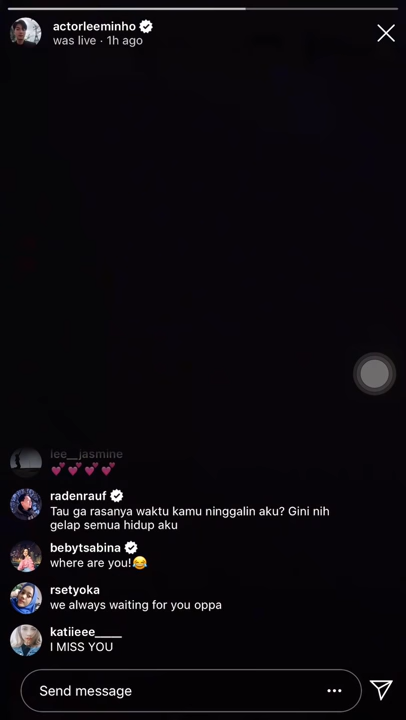 actorleeminho
was live · 1h ago
lee__jasmine
💕💕💕💕
radenrauf
Tau ga rasanya waktu kamu ninggalin aku? Gini nih
gelap semua hidup aku
bebytsabina
where are you!😂
rsetyoka
we always waiting for you oppa
katiieee_____
I MISS YOU
Send message